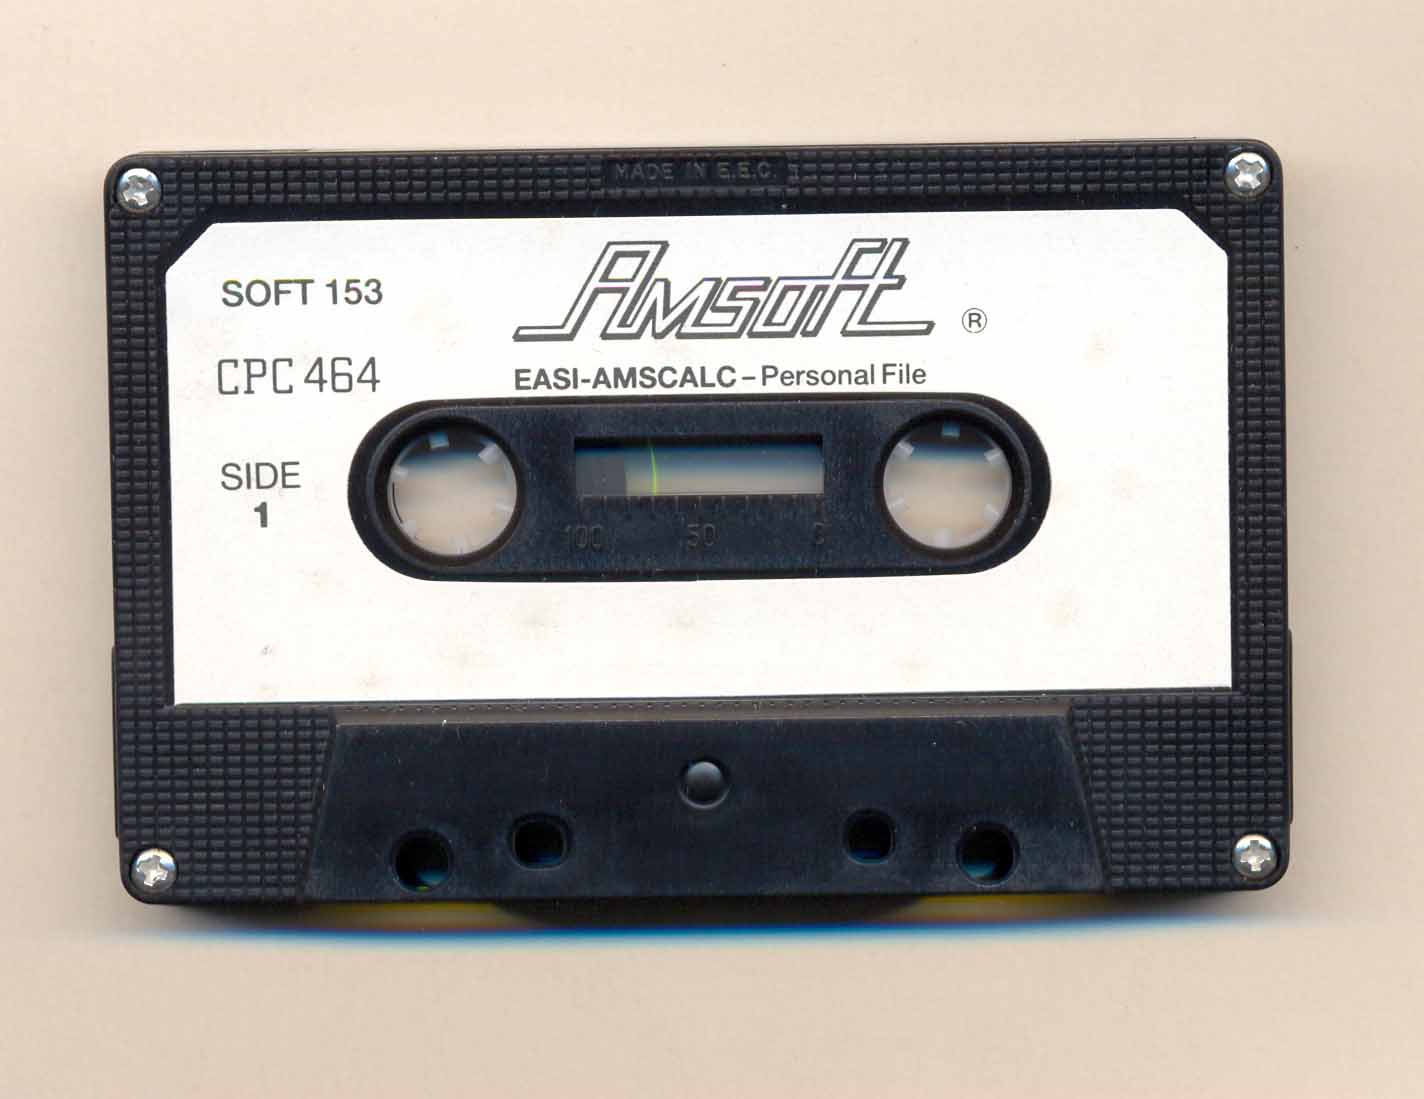 MADE IN E.E.C.
Amsoft ®
SOFT 153
CPC 464
EASI-AMSCALC – Personal File
SIDE
1
100 50 0